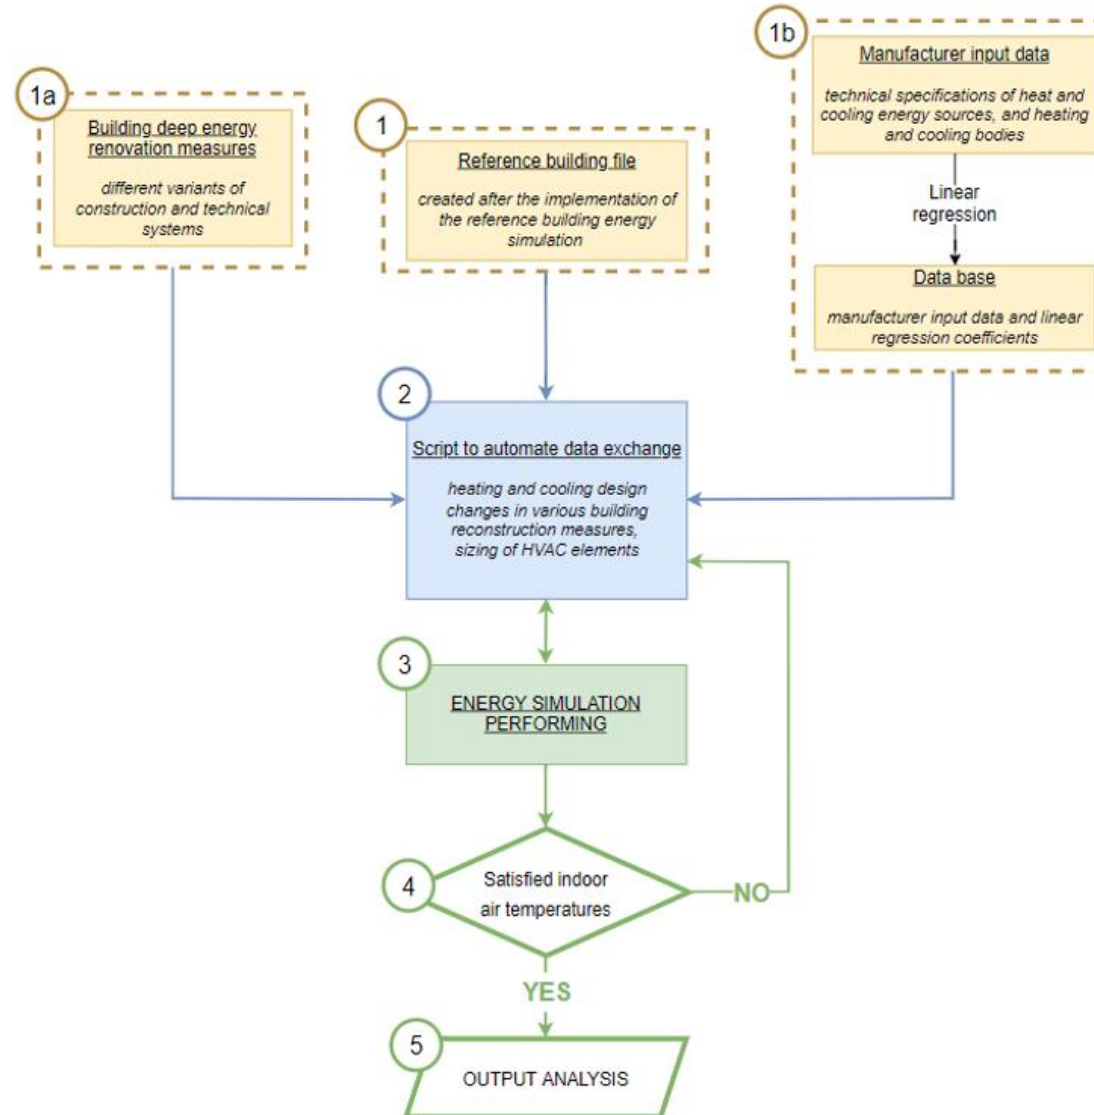 1a
Building deep energy
renovation measures
different variants of
construction and technical
systems
1
Reference building file
created after the implementation of
the reference building energy
simulation
1b
Manufacturer input data
technical specifications of heat and
cooling energy sources, and heating
and cooling bodies
Linear
regression
Data base
manufacturer input data and linear
regression coefficients
2
Script to automate data exchange
heating and cooling design
changes in various building
reconstruction measures,
sizing of HVAC elements
3
ENERGY SIMULATION
PERFORMING
4
Satisfied indoor
air temperatures
NO
YES
5
OUTPUT ANALYSIS